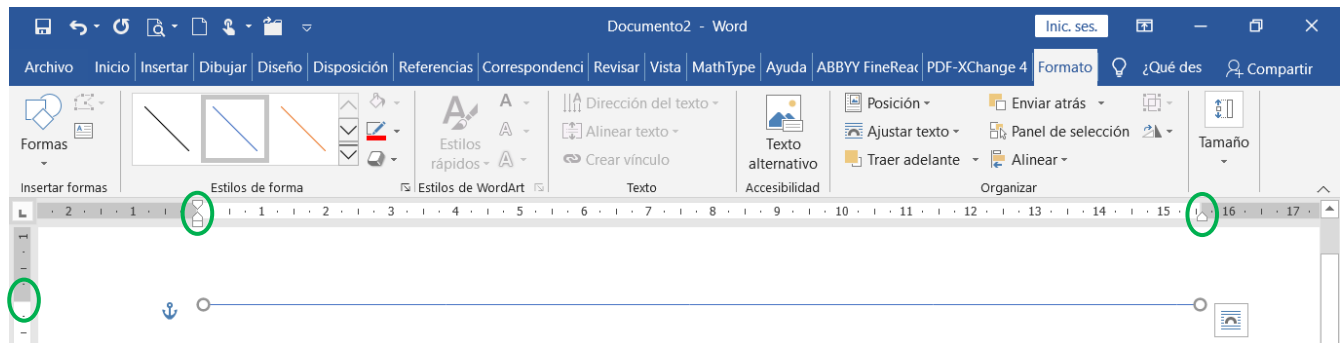 Documento2 - Word
Inic. ses.
Archivo Inicio Insertar Dibujar Diseño Disposición Referencias Correspondenci Revisar Vista MathType Ayuda ABBYY FineReac PDF-XChange 4 Formato ¿Qué des Compartir
Formas
Insertar formas
Estilos de forma
Estilos
rápidos
Estilos de WordArt
Dirección del texto
Alinear texto
Crear vínculo
Texto
Texto
alternativo
Accesibilidad
Posición
Ajustar texto
Traer adelante
Enviar atrás
Panel de selección
Alinear
Organizar
Tamaño
2 1 1 2 3 4 5 6 7 8 9 10 11 12 13 14 15 16 17
1